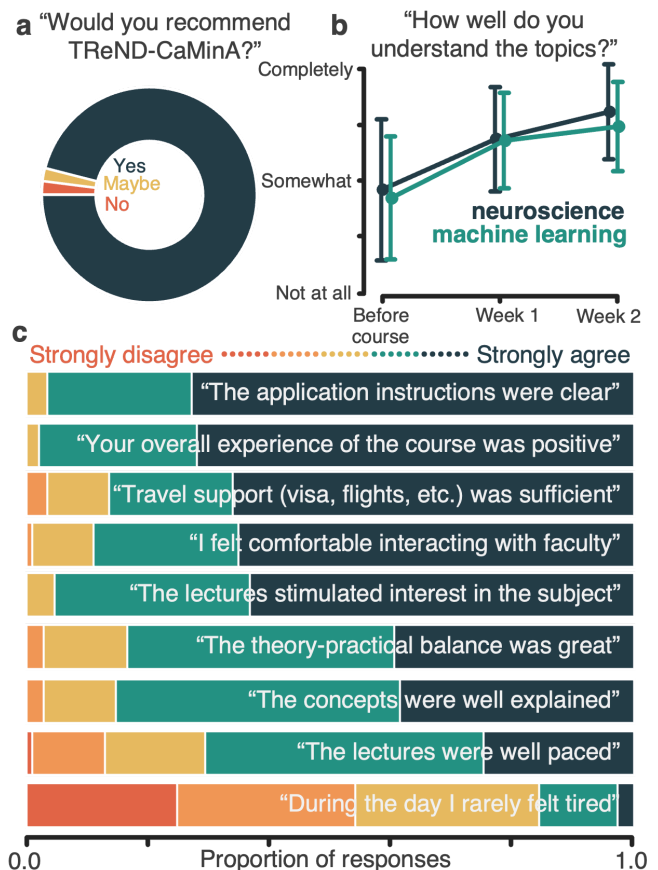 a “Would you recommend
TReND-CaMinA?”
Yes
Maybe
No
b “How well do you
understand the topics?”
Completely
Somewhat
Not at all
neuroscience
machine learning
Before
course
Week 1
Week 2
c
Strongly disagree
Strongly agree
“The application instructions were clear”
“Your overall experience of the course was positive”
“Travel support (visa, flights, etc.) was sufficient”
“I felt comfortable interacting with faculty”
“The lectures stimulated interest in the subject”
“The theory-practical balance was great”
“The concepts were well explained”
“The lectures were well paced”
“During the day I rarely felt tired”
0.0
Proportion of responses
1.0